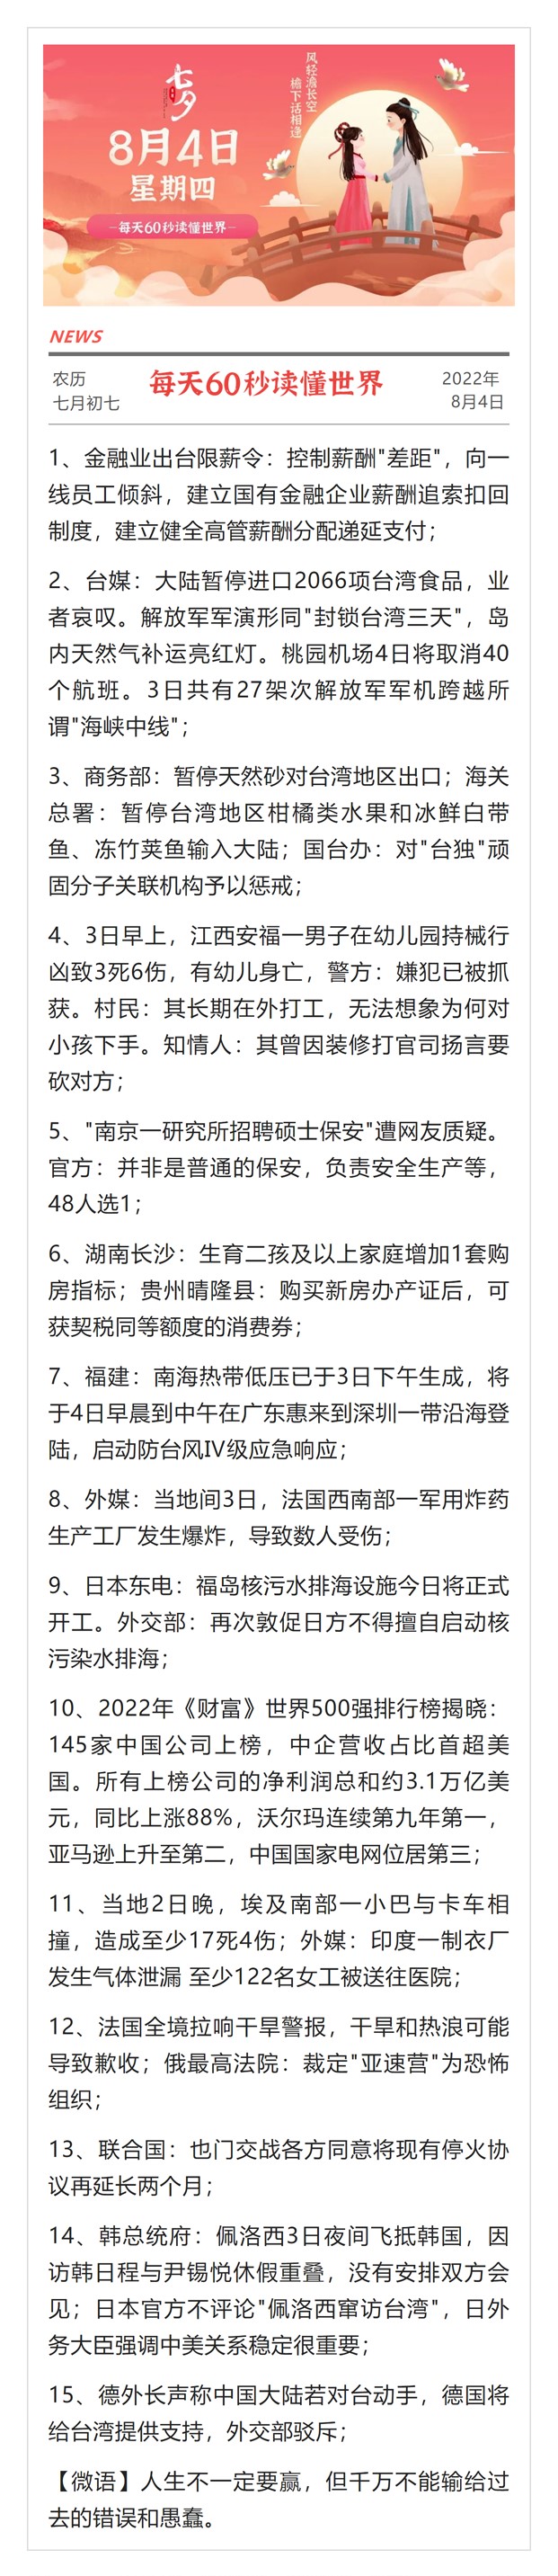 七夕
风轻澹长空
檐下话相逢
8月4日
星期四
—每天60秒读懂世界—
NEWS
农历
七月初七
每天60秒读懂世界
2022年
8月4日
1、金融业出台限薪令：控制薪酬"差距"，向一
线员工倾斜，建立国有金融企业薪酬追索扣回
制度，建立健全高管薪酬分配递延支付；
2、台媒：大陆暂停进口2066项台湾食品，业
者哀叹。解放军军演形同"封锁台湾三天"，岛
内天然气补运亮红灯。桃园机场4日将取消40
个航班。3日共有27架次解放军军机跨越所
谓"海峡中线"；
3、商务部：暂停天然砂对台湾地区出口；海关
总署：暂停台湾地区柑橘类水果和冰鲜白带
鱼、冻竹荚鱼输入大陆；国台办：对"台独"顽
固分子关联机构予以惩戒；
4、3日早上，江西安福一男子在幼儿园持械行
凶致3死6伤，有幼儿身亡，警方：嫌犯已被抓
获。村民：其长期在外打工，无法想象为何对
小孩下手。知情人：其曾因装修打官司扬言要
砍对方；
5、"南京一研究所招聘硕士保安"遭网友质疑。
官方：并非是普通的保安，负责安全生产等，
48人选1；
6、湖南长沙：生育二孩及以上家庭增加1套购
房指标；贵州晴隆县：购买新房办产证后，可
获契税同等额度的消费券；
7、福建：南海热带低压已于3日下午生成，将
于4日早晨到中午在广东惠来到深圳一带沿海登
陆，启动防台风IV级应急响应；
8、外媒：当地间3日，法国西南部一军用炸药
生产工厂发生爆炸，导致数人受伤；
9、日本东电：福岛核污水排海设施今日将正式
开工。外交部：再次敦促日方不得擅自启动核
污染水排海；
10、2022年《财富》世界500强排行榜揭晓：
145家中国公司上榜，中企营收占比首超美
国。所有上榜公司的净利润总和约3.1万亿美
元，同比上涨88%，沃尔玛连续第九年第一，
亚马逊上升至第二，中国国家电网位居第三；
11、当地2日晚，埃及南部一小巴与卡车相
撞，造成至少17死4伤；外媒：印度一制衣厂
发生气体泄漏 至少122名女工被送往医院；
12、法国全境拉响干旱警报，干旱和热浪可能
导致歉收；俄最高法院：裁定"亚速营"为恐怖
组织；
13、联合国：也门交战各方同意将现有停火协
议再延长两个月；
14、韩总统府：佩洛西3日夜间飞抵韩国，因
访韩日程与尹锡悦休假重叠，没有安排双方会
见；日本官方不评论"佩洛西窜访台湾"，日外
务大臣强调中美关系稳定很重要；
15、德外长声称中国大陆若对台动手，德国将
给台湾提供支持，外交部驳斥；
【微语】人生不一定要赢，但千万不能输给过
去的错误和愚蠢。